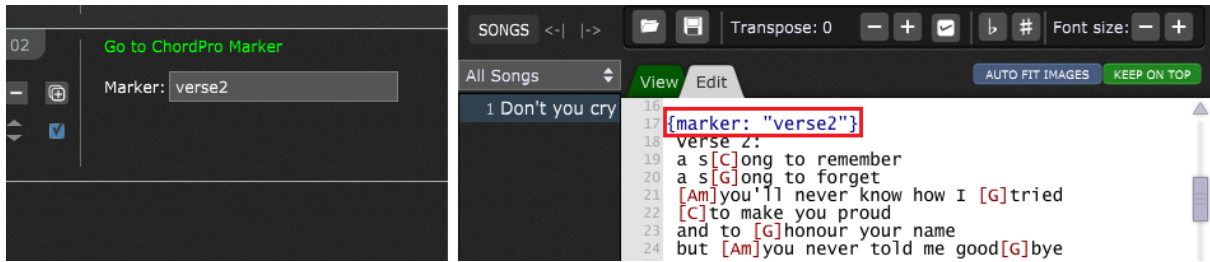 02
Go to ChordPro Marker
Marker: verse2
SONGS <-| |->
Transpose: 0
♭ #
Font size:
All Songs
View Edit
AUTO FIT IMAGES KEEP ON TOP
1 Don't you cry
16
17 {marker: "verse2"}
18 verse 2:
19 a s[C]ong to remember
20 a s[G]ong to forget
21 [Am]you'll never know how I [G]tried
22 [C]to make you proud
23 and to [G]honour your name
24 but [Am]you never told me good[G]bye